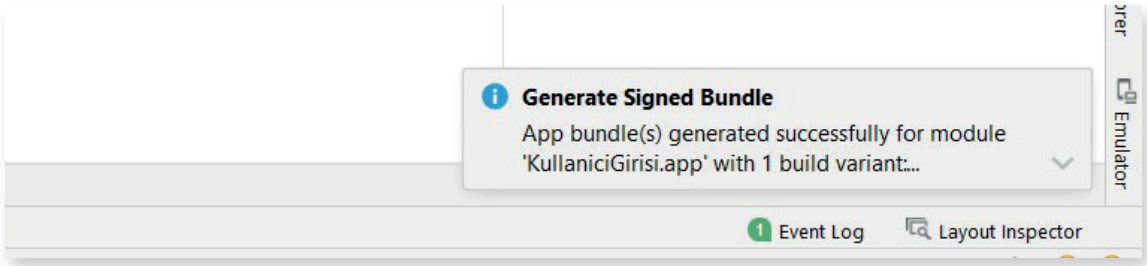 Generate Signed Bundle
App bundle(s) generated successfully for module
'KullaniciGirisi.app' with 1 build variant:...
Emulator
1 Event Log
Layout Inspector